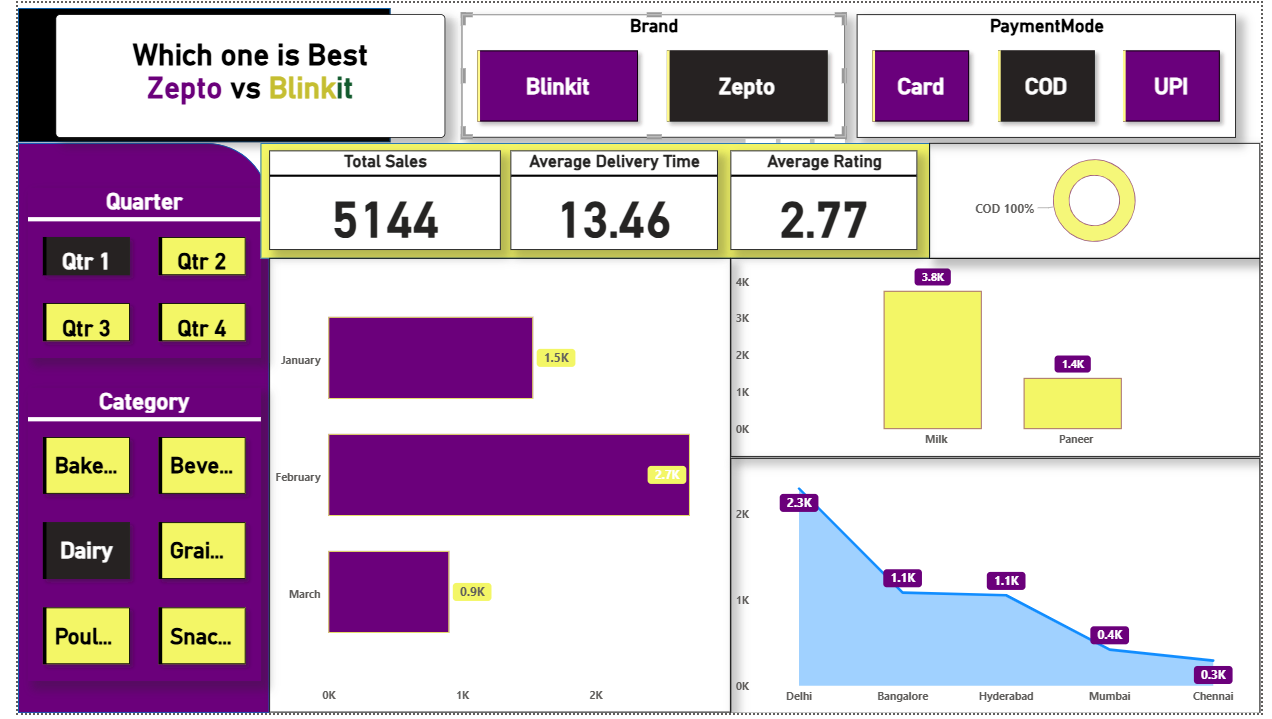 Which one is Best
Zepto vs Blinkit
Brand
Blinkit
Zepto
PaymentMode
Card
COD
UPI
Quarter
Qtr 1
Qtr 2
Qtr 3
Qtr 4
Category
Bake...
Beve...
Dairy
Grai...
Poul...
Snac...
Total Sales
5144
Average Delivery Time
13.46
Average Rating
2.77
COD 100%
January
1.5K
February
2.7K
March
0.9K
0K
1K
2K
4K
3K
2K
1K
0K
3.8K
1.4K
Milk
Paneer
2K
1K
0K
2.3K
1.1K
1.1K
0.4K
0.3K
Delhi
Bangalore
Hyderabad
Mumbai
Chennai